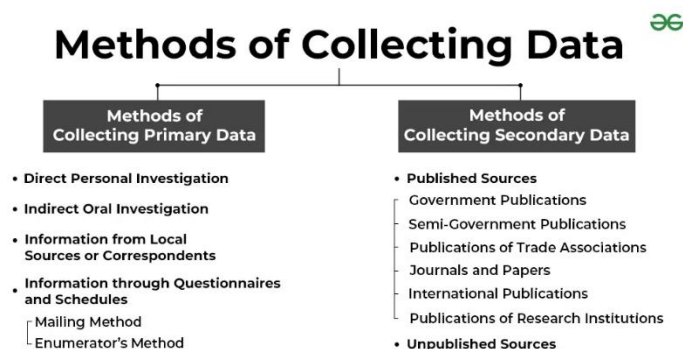 Methods of Collecting Data
Methods of
Collecting Primary Data
• Direct Personal Investigation
• Indirect Oral Investigation
• Information from Local
Sources or Correspondents
• Information through Questionnaires
and Schedules
Mailing Method
Enumerator's Method
Methods of
Collecting Secondary Data
• Published Sources
Government Publications
Semi-Government Publications
Publications of Trade Associations
Journals and Papers
International Publications
Publications of Research Institutions
• Unpublished Sources